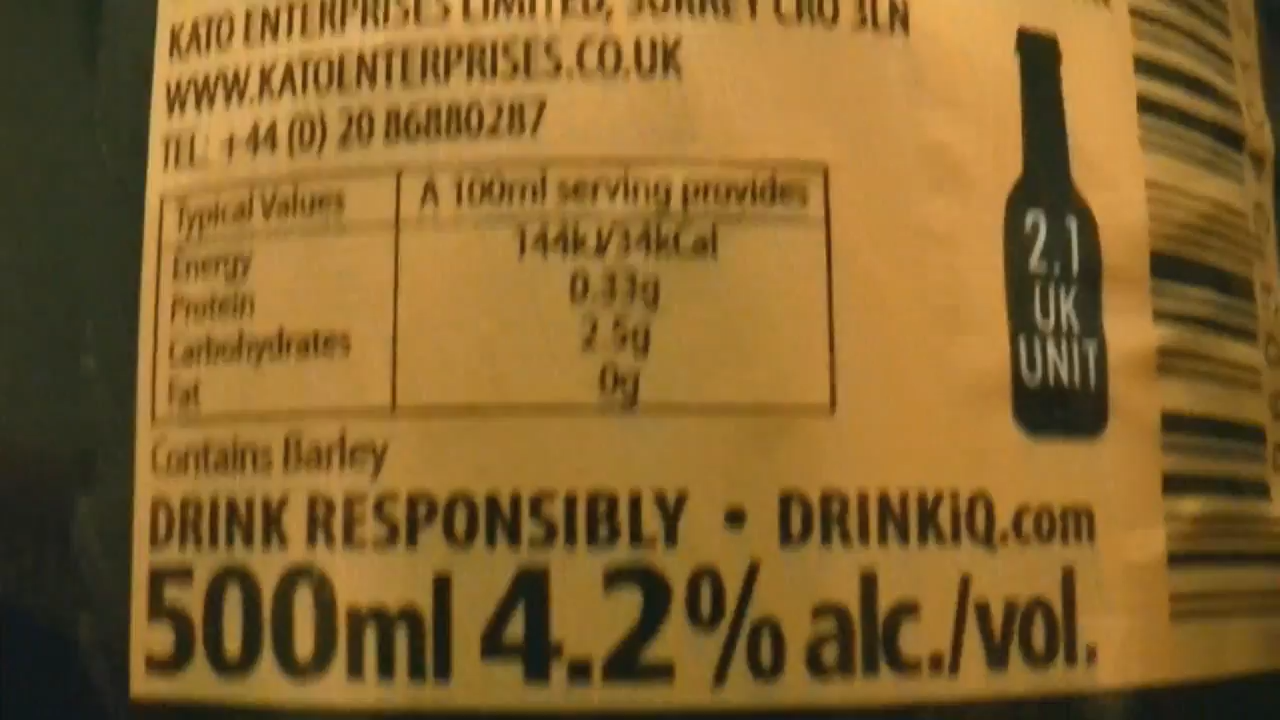 KATO ENTERPRISES LIMITED, SURREY CR0 3LN
WWW.KATOENTERPRISES.CO.UK
TEL: +44 (0) 20 86880287
Typical Values A 100ml serving provides
Energy 144kJ/34kCal
Protein 0.33g
Carbohydrates 2.5g
Fat 0g
Contains Barley
DRINK RESPONSIBLY • DRINKiQ.com
500ml 4.2% alc./vol.
2.1
UK
UNIT